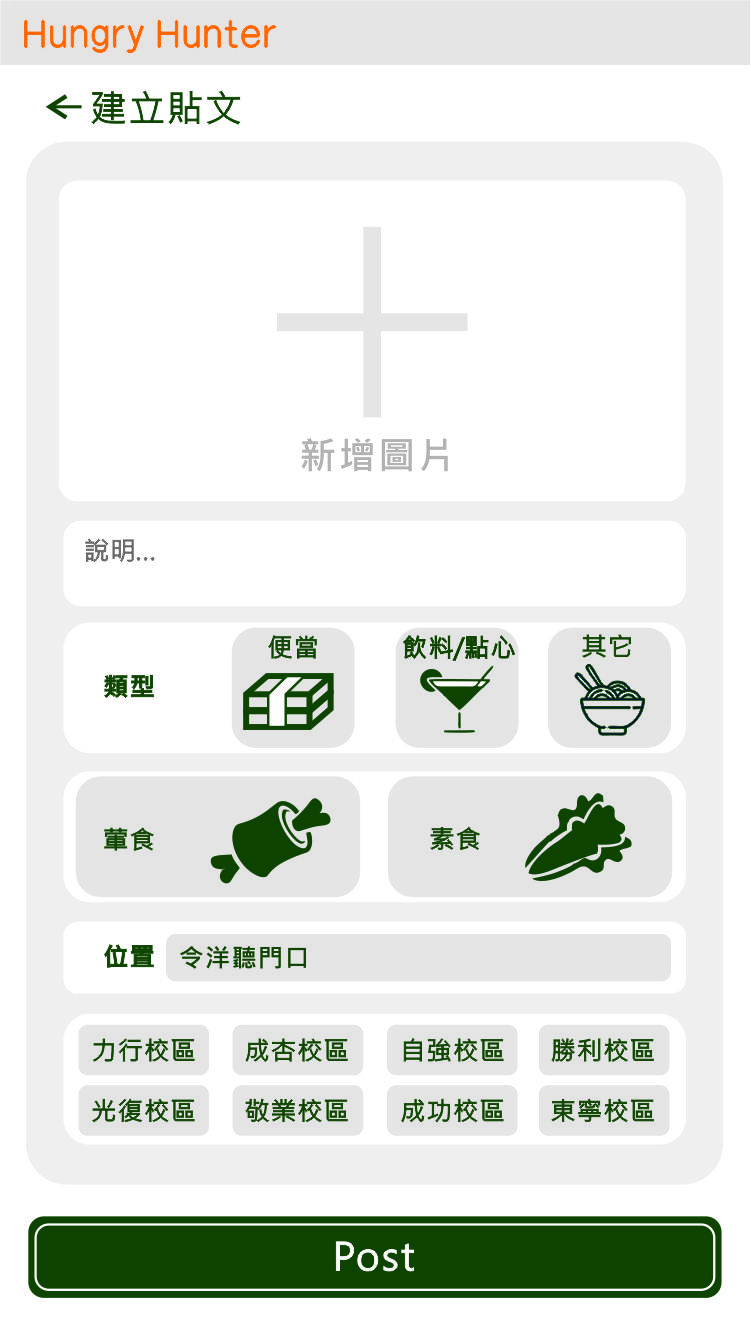 Hungry Hunter
建立貼文
新增圖片
說明...
類型
便當
飲料/點心
其它
葷食
素食
位置
令洋聽門口
力行校區 成杏校區 自強校區 勝利校區
光復校區 敬業校區 成功校區 東寧校區
Post